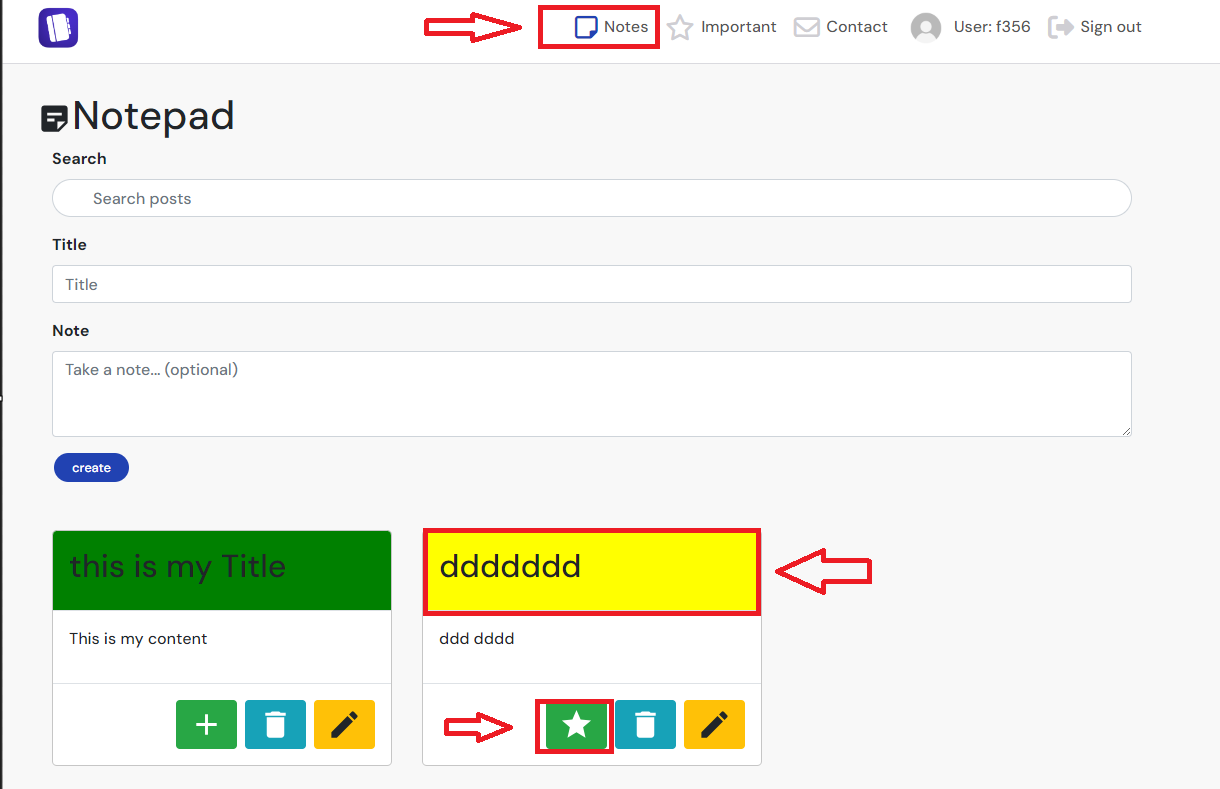 Notes Important Contact User: f356 Sign out
Notepad
Search
Search posts
Title
Title
Note
Take a note... (optional)
create
this is my Title
This is my content
ddddddd
ddd dddd